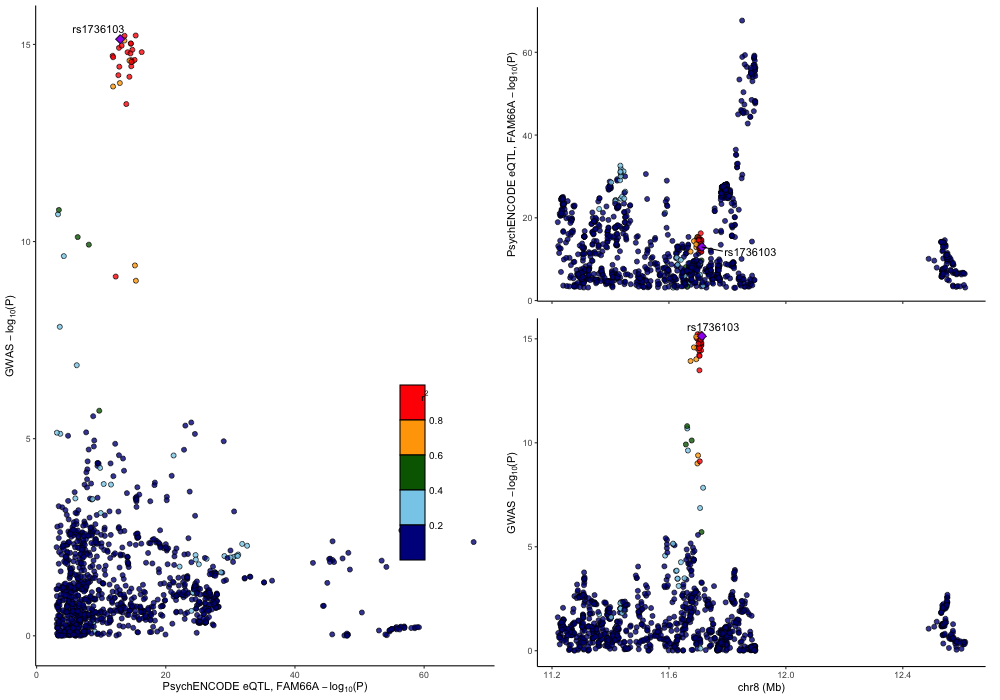 rs1736103
15
10
5
0
GWAS − log10(P)
0
20
40
60
PsychENCODE eQTL, FAM66A − log10(P)
r2
0.8
0.6
0.4
0.2
60
40
20
0
PsychENCODE eQTL, FAM66A − log10(P)
rs1736103
rs1736103
15
10
5
0
GWAS − log10(P)
11.2
11.6
12.0
12.4
chr8 (Mb)